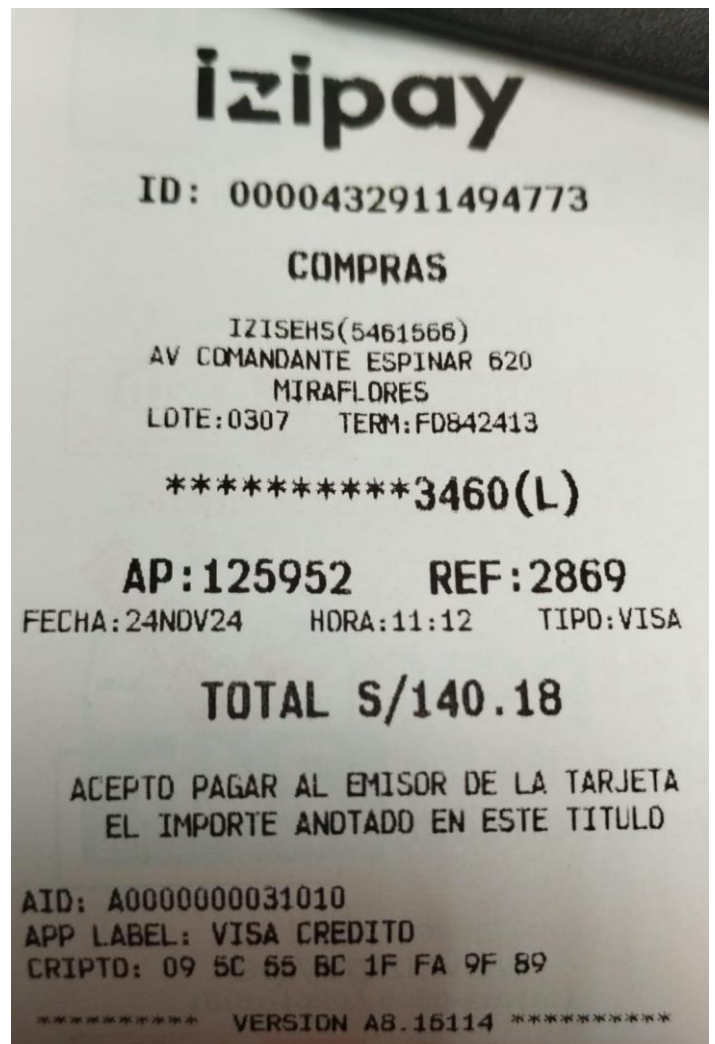 izipay
ID: 0000432911494773
COMPRAS
IZISEHS(5461566)
AV COMANDANTE ESPINAR 620
MIRAFLORES
LOTE:0307 TERM:FD842413
**********3460(L)
AP:125952 REF:2869
FECHA:24NOV24 HORA:11:12 TIPO:VISA
TOTAL S/140.18
ACEPTO PAGAR AL EMISOR DE LA TARJETA
EL IMPORTE ANOTADO EN ESTE TITULO
AID: A0000000031010
APP LABEL: VISA CREDITO
CRIPTO: 09 5C 55 BC 1F FA 9F 89
********** VERSION A8.15114 **********